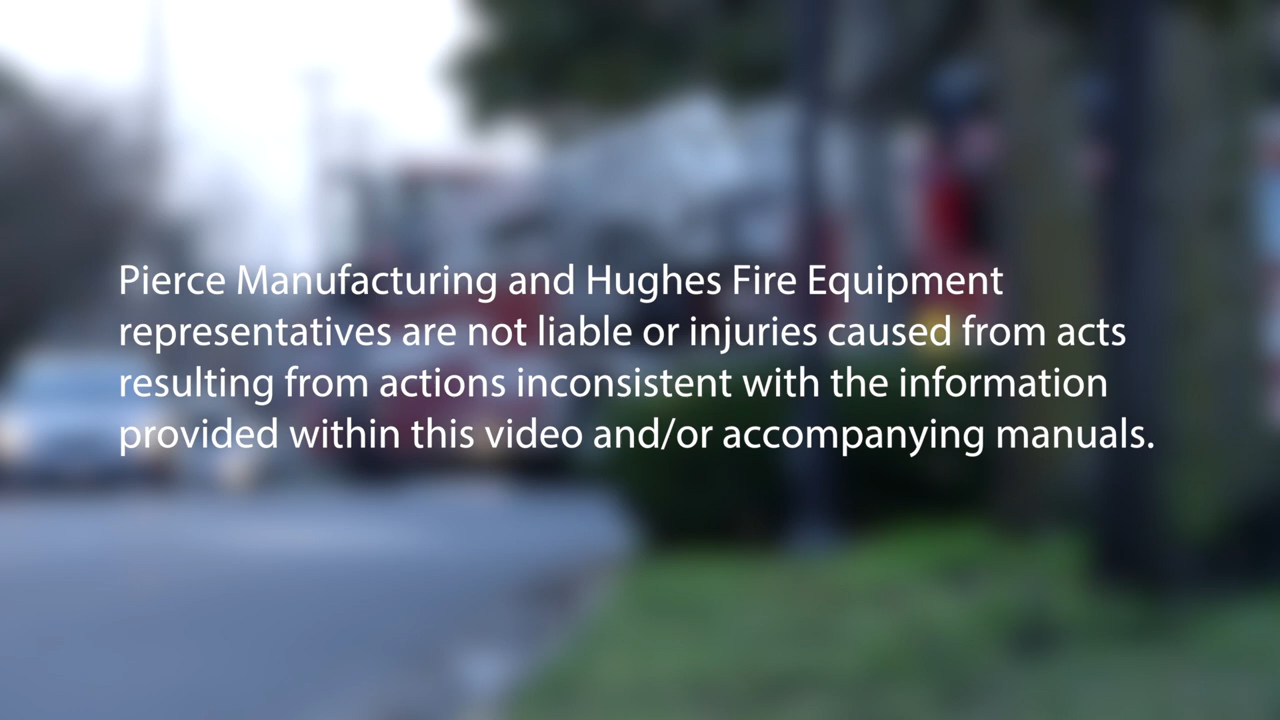 Pierce Manufacturing and Hughes Fire Equipment
representatives are not liable or injuries caused from acts
resulting from actions inconsistent with the information
provided within this video and/or accompanying manuals.